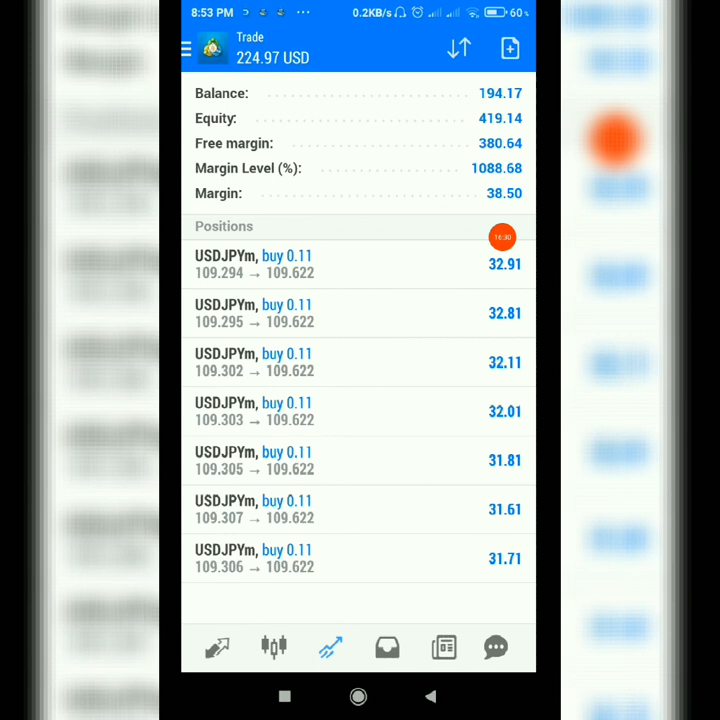 8:53 PM ... 0.2KB/s 60%
Trade
224.97 USD
Balance: 194.17
Equity: 419.14
Free margin: 380.64
Margin Level (%): 1088.68
Margin: 38.50
Positions
16:30
USDJPYm, buy 0.11
109.294 → 109.622 32.91
USDJPYm, buy 0.11
109.295 → 109.622 32.81
USDJPYm, buy 0.11
109.302 → 109.622 32.11
USDJPYm, buy 0.11
109.303 → 109.622 32.01
USDJPYm, buy 0.11
109.305 → 109.622 31.81
USDJPYm, buy 0.11
109.307 → 109.622 31.61
USDJPYm, buy 0.11
109.306 → 109.622 31.71